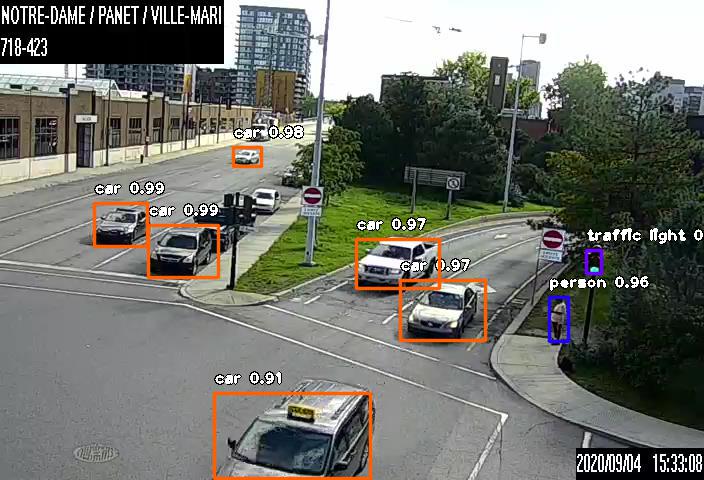 NOTRE-DAME / PANET / VILLE-MARI
718-423
car 0.98
car 0.99
car 0.99
car 0.97
car 0.97
traffic light 0
person 0.96
car 0.91
2020/09/04 15:33:08